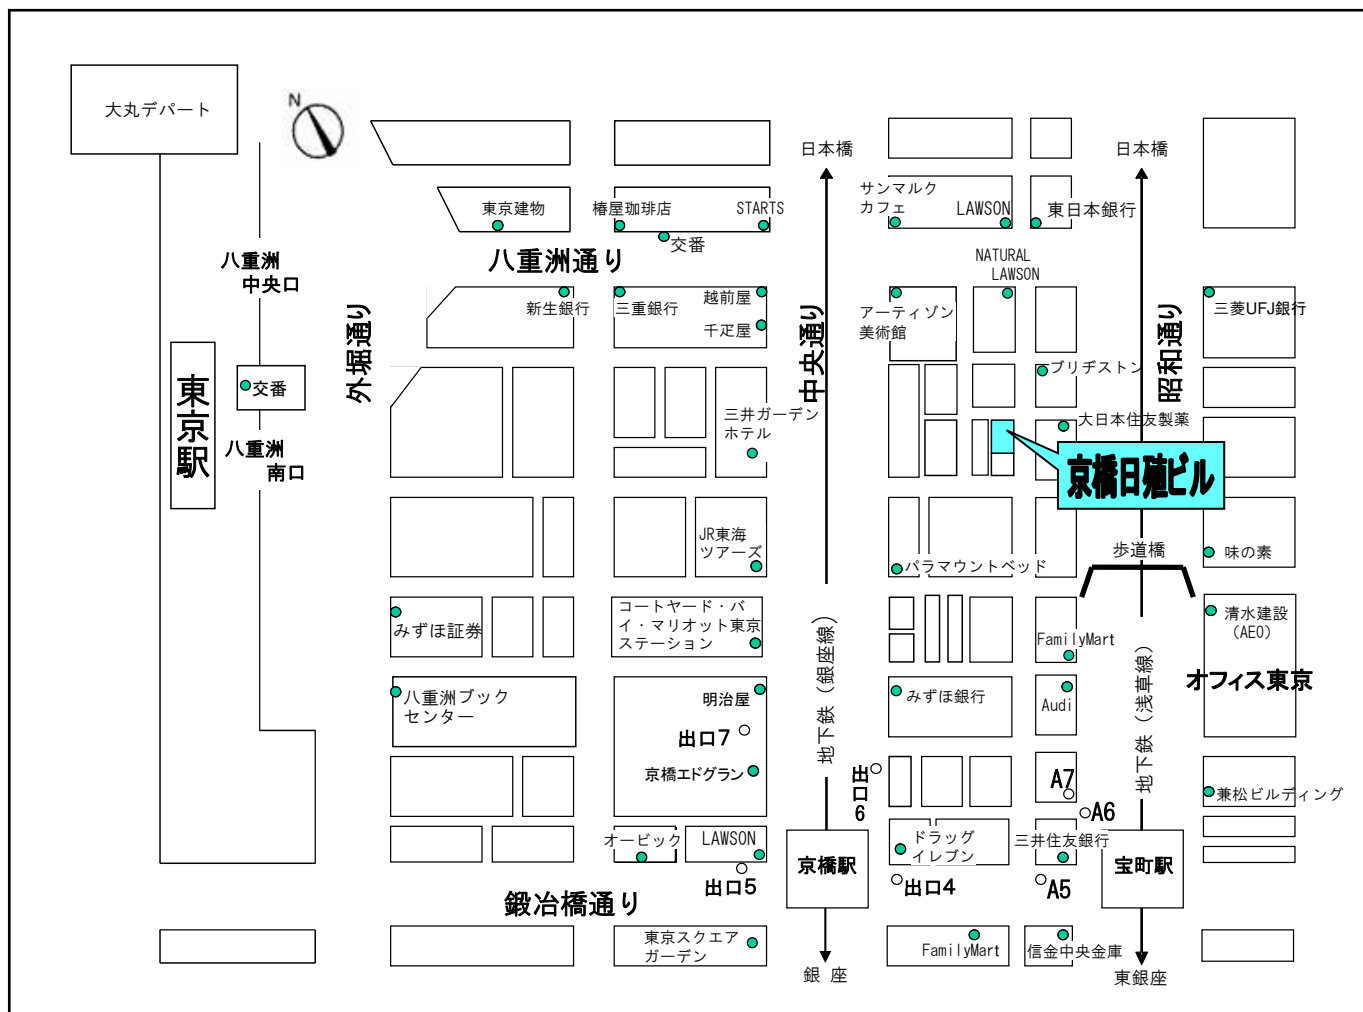 大丸デパート
N
日本橋
日本橋
サンマルク
カフェ
LAWSON
東日本銀行
東京建物
椿屋珈琲店
STARTS
交番
八重洲通り
八重洲
中央口
NATURAL
LAWSON
新生銀行
三重銀行
越前屋
千疋屋
アーティゾン
美術館
三菱UFJ銀行
外堀通り
中央通り
昭和通り
東京駅
交番
ブリヂストン
三井ガーデン
ホテル
大日本住友製薬
八重洲
南口
京橋日殖ビル
JR東海
ツアーズ
パラマウントベッド
歩道橋
味の素
みずほ証券
コートヤード・バ
イ・マリオット東京
ステーション
FamilyMart
清水建設
(AEO)
オフィス東京
地下鉄(銀座線)
地下鉄(浅草線)
八重洲ブック
センター
明治屋
みずほ銀行
Audi
出口7
京橋エドグラン
出口6
A7
A6
兼松ビルディング
オービック
LAWSON
京橋駅
ドラッグ
イレブン
三井住友銀行
宝町駅
出口5
出口4
A5
鍛冶橋通り
東京スクエア
ガーデン
FamilyMart
信金中央金庫
銀 座
東銀座